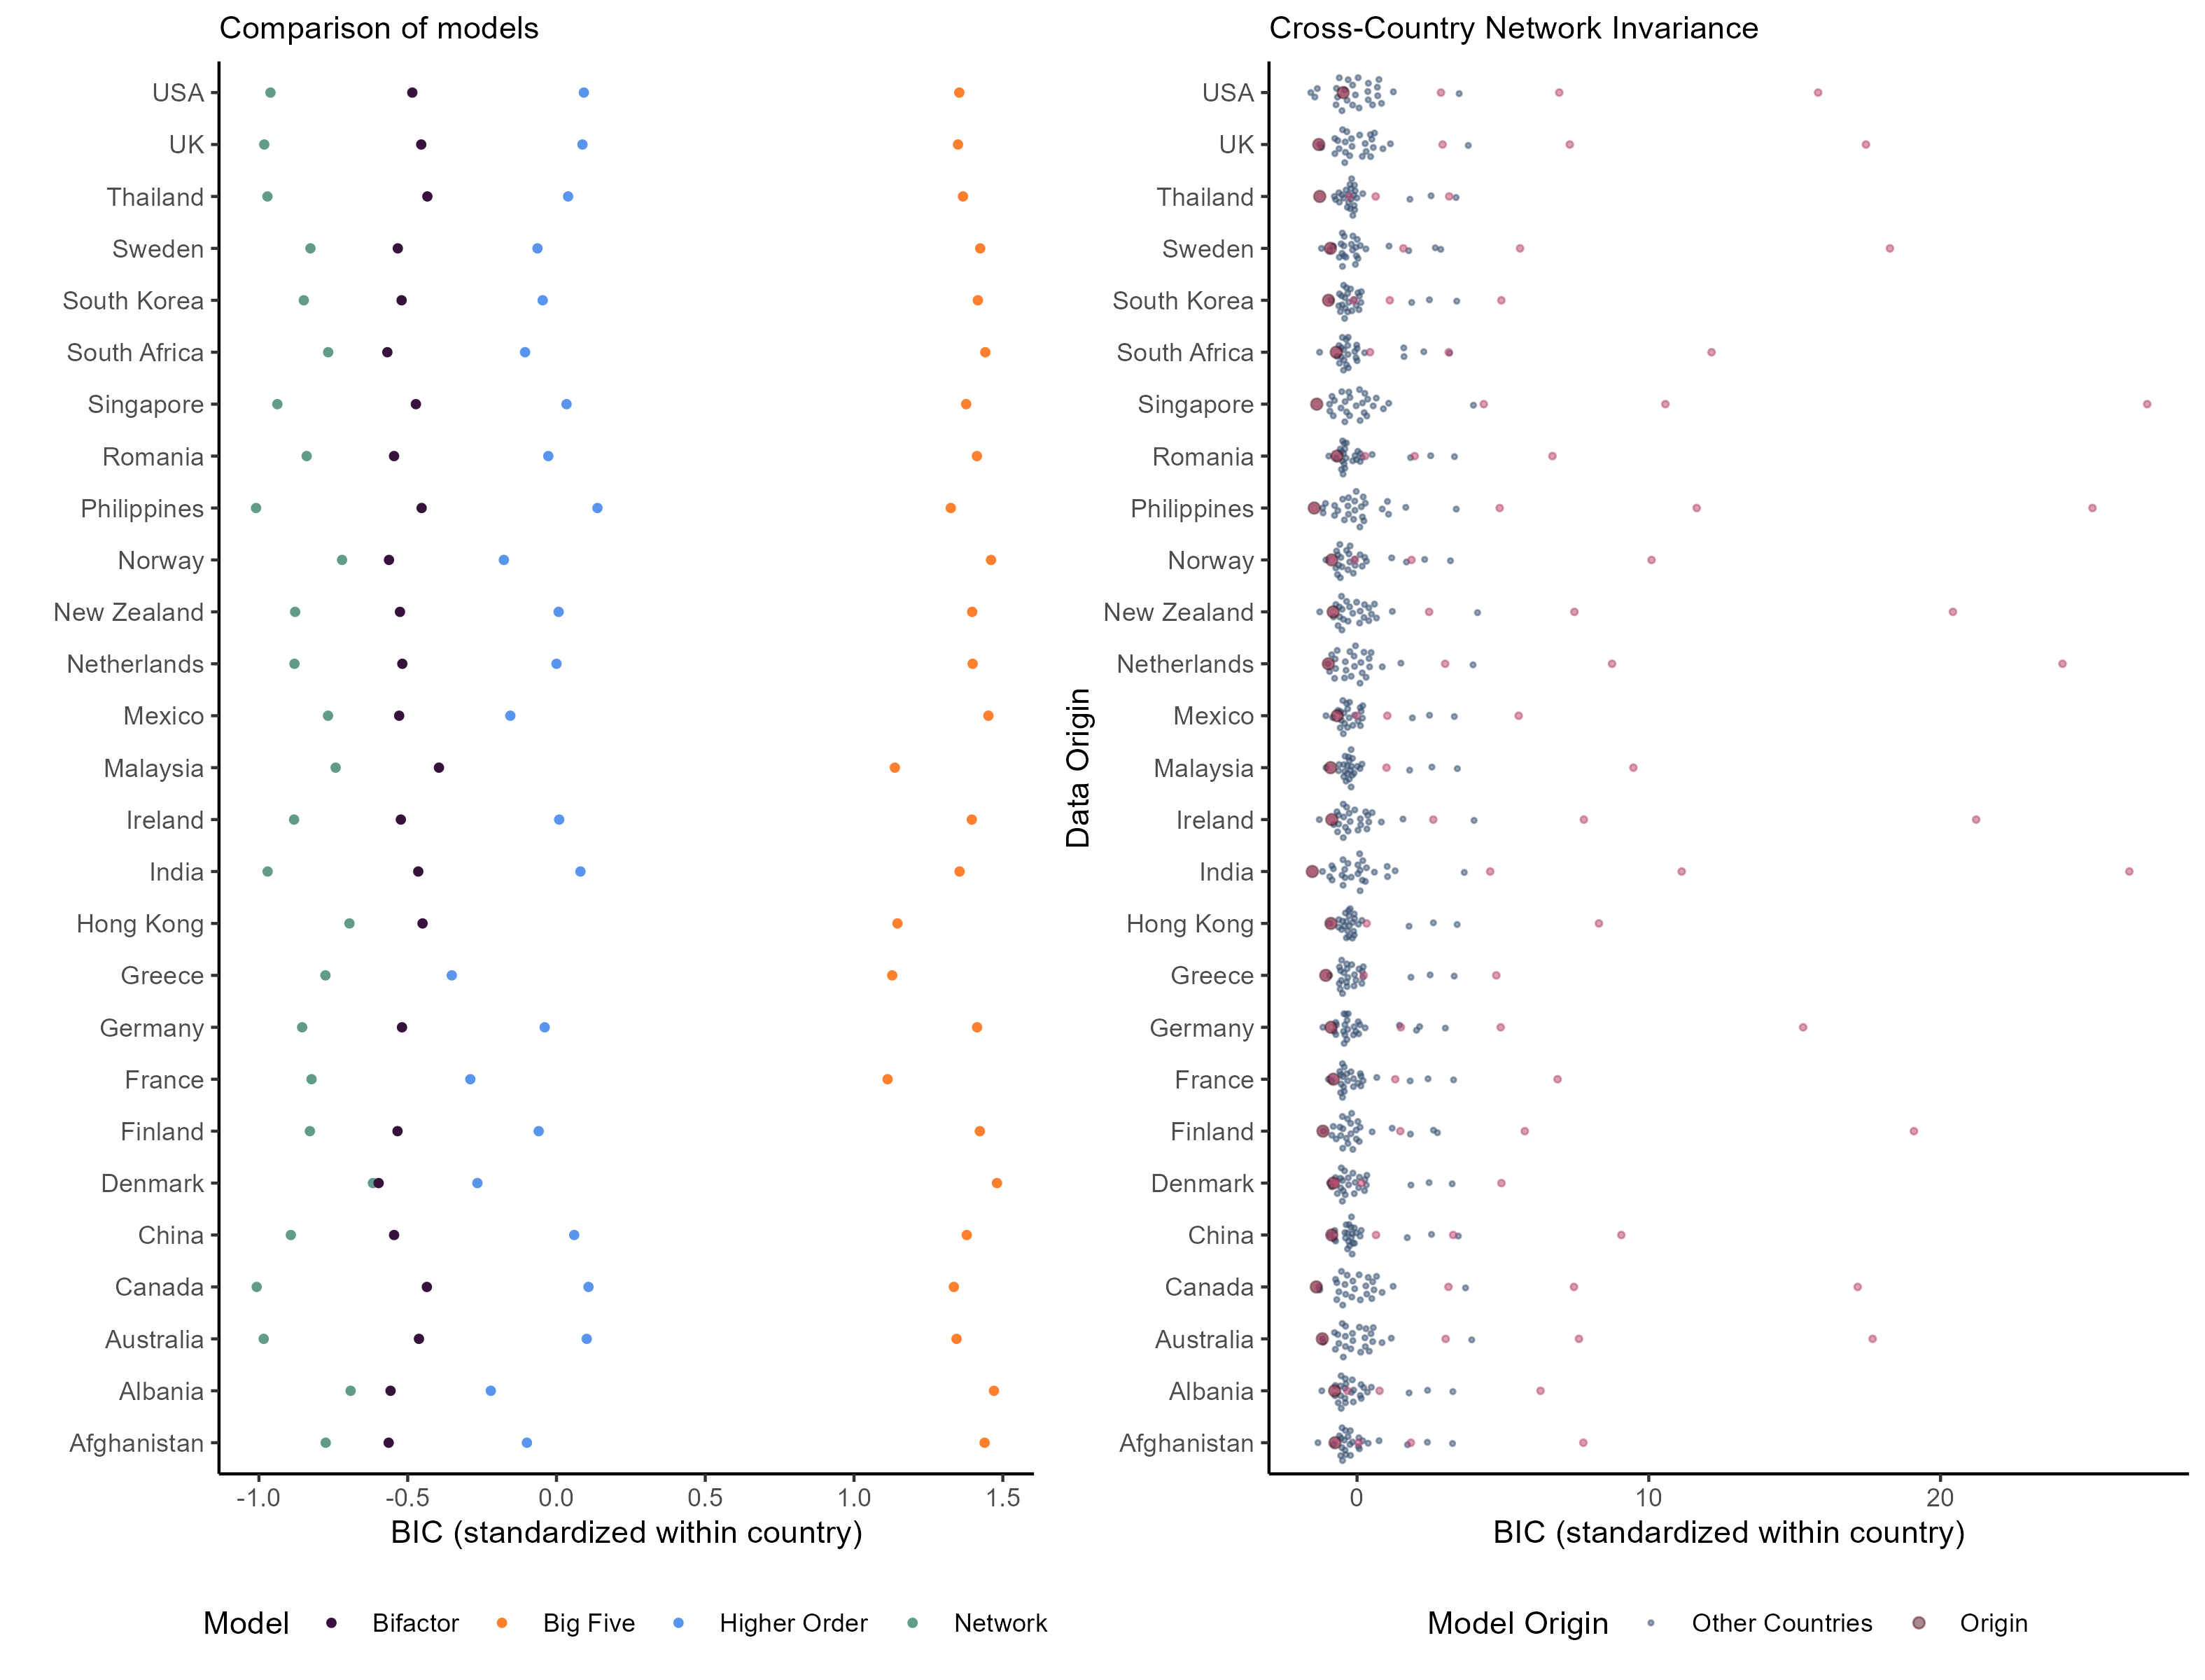 Comparison of models
USA
UK
Thailand
Sweden
South Korea
South Africa
Singapore
Romania
Philippines
Norway
New Zealand
Netherlands
Mexico
Malaysia
Ireland
India
Hong Kong
Greece
Germany
France
Finland
Denmark
China
Canada
Australia
Albania
Afghanistan
-1.0 -0.5 0.0 0.5 1.0 1.5
BIC (standardized within country)
Model Bifactor Big Five Higher Order Network
Cross-Country Network Invariance
Data Origin
USA
UK
Thailand
Sweden
South Korea
South Africa
Singapore
Romania
Philippines
Norway
New Zealand
Netherlands
Mexico
Malaysia
Ireland
India
Hong Kong
Greece
Germany
France
Finland
Denmark
China
Canada
Australia
Albania
Afghanistan
0 10 20
BIC (standardized within country)
Model Origin Other Countries Origin